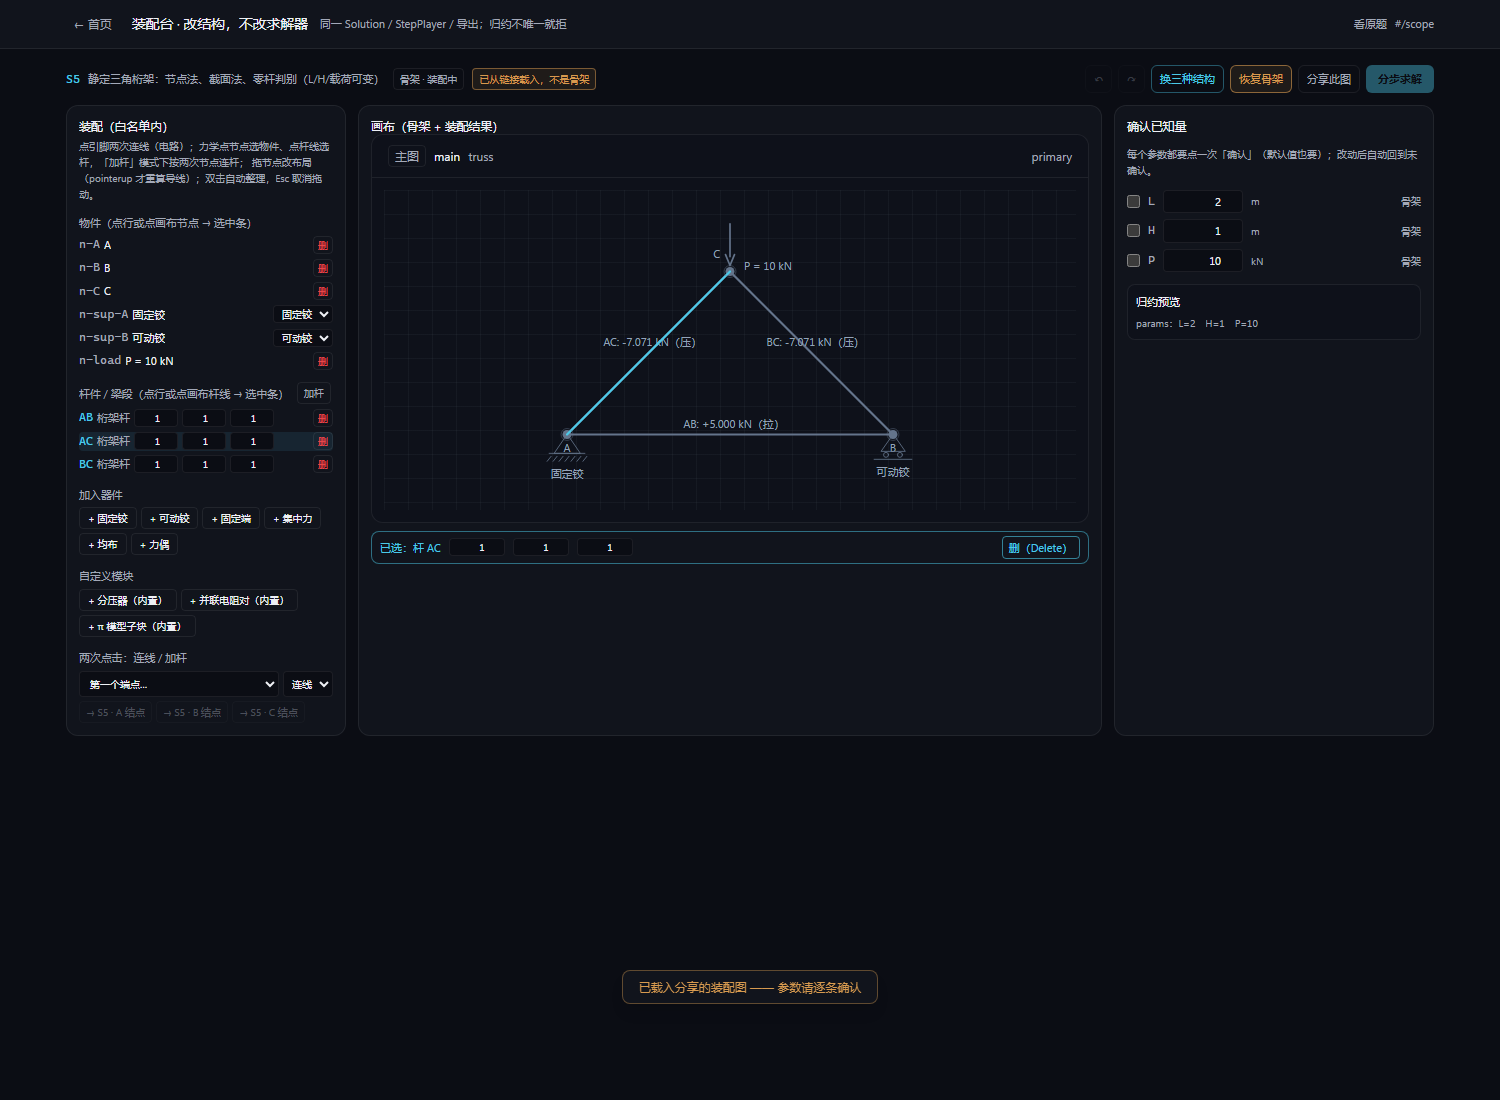 ← 首页 装配台 · 改结构，不改求解器 同一 Solution / StepPlayer / 导出；归约不唯一就拒 看原题 #/scope
S5 静定三角桁架：节点法、截面法、零杆判别（L/H/载荷可变） 骨架 · 装配中 已从链接载入，不是骨架 换三种结构 恢复骨架 分享此图 分步求解
装配（白名单内）
点引脚两次连线（电路）；力学点节点选物件、点杆线选
杆，「加杆」模式下按两次节点连杆； 拖节点改布局
（pointerup 才重算导线）；双击自动整理，Esc 取消拖
动。
物件（点行或点画布节点 → 选中条）
n-A A 删
n-B B 删
n-C C 删
n-sup-A 固定铰 固定铰
n-sup-B 可动铰 可动铰
n-load P = 10 kN 删
杆件 / 梁段（点行或点画布杆线 → 选中条） 加杆
AB 桁架杆 1 1 1 删
AC 桁架杆 1 1 1 删
BC 桁架杆 1 1 1 删
加入器件
+ 固定铰 + 可动铰 + 固定端 + 集中力
+ 均布 + 力偶
自定义模块
+ 分压器（内置） + 并联电阻对（内置）
+ π 模型子块（内置）
两次点击：连线 / 加杆
第一个端点... 连线
→ S5 · A 结点 → S5 · B 结点 → S5 · C 结点
画布（骨架 + 装配结果）
主图 main truss primary
C
P = 10 kN
AC: -7.071 kN（压） BC: -7.071 kN（压）
AB: +5.000 kN（拉）
A B
固定铰 可动铰
已选：杆 AC 1 1 1 删（Delete）
确认已知量
每个参数都要点一次「确认」（默认值也要）；改动后自动回到未
确认。
L 2 m 骨架
H 1 m 骨架
P 10 kN 骨架
归约预览
params：L=2 H=1 P=10
已载入分享的装配图 —— 参数请逐条确认